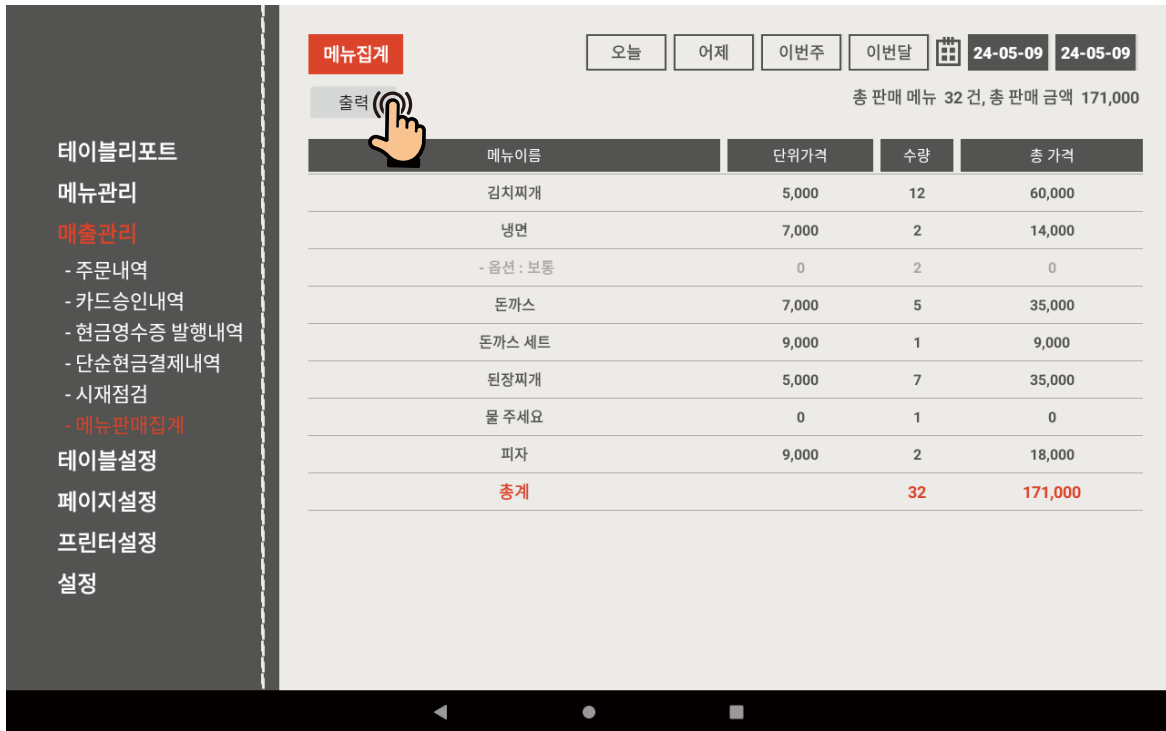 테이블리포트
메뉴관리
매출관리
- 주문내역
- 카드승인내역
- 현금영수증 발행내역
- 단순현금결제내역
- 시재점검
- 메뉴판매집계
테이블설정
페이지설정
프린터설정
설정
메뉴집계 오늘 어제 이번주 이번달 24-05-09 24-05-09
출력 총 판매 메뉴 32 건, 총 판매 금액 171,000
메뉴이름 단위가격 수량 총 가격
김치찌개 5,000 12 60,000
냉면 7,000 2 14,000
- 옵션 : 보통 0 2 0
돈까스 7,000 5 35,000
돈까스 세트 9,000 1 9,000
된장찌개 5,000 7 35,000
물 주세요 0 1 0
피자 9,000 2 18,000
총계 32 171,000